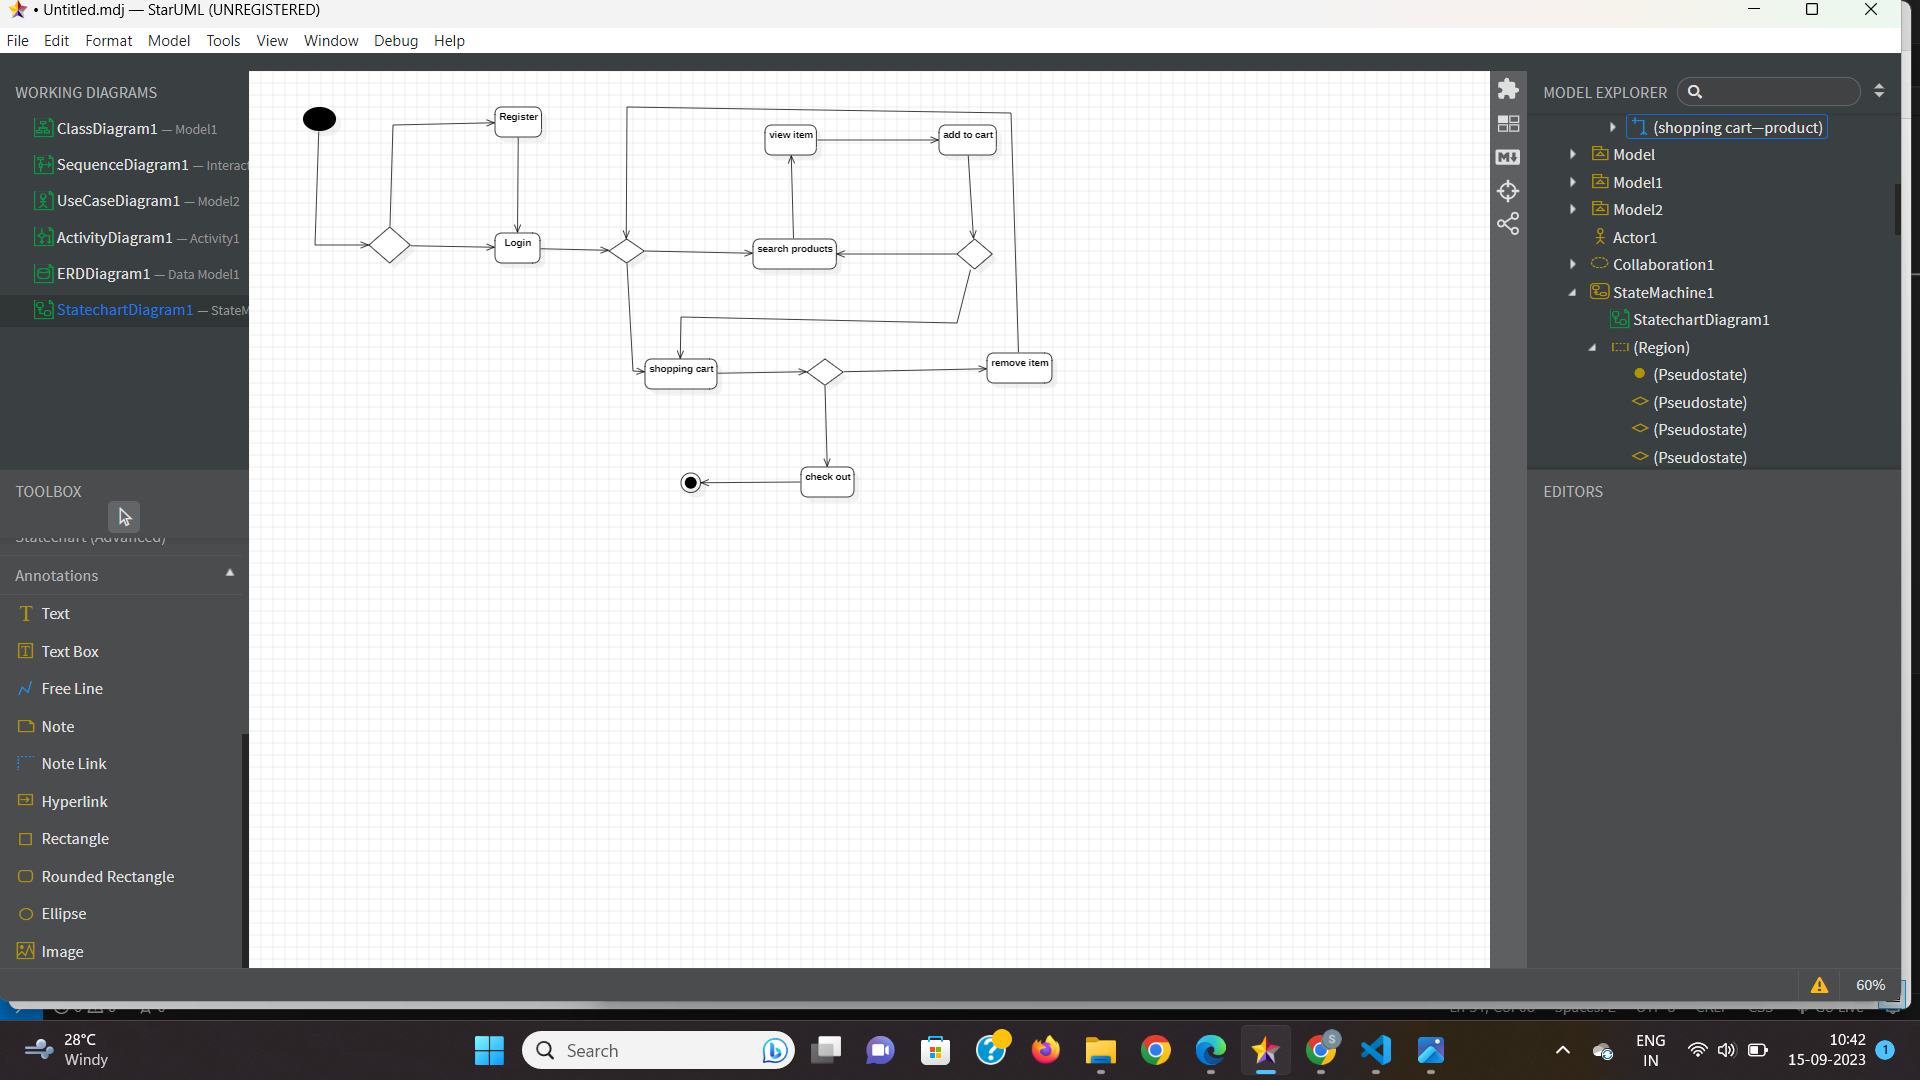 • Untitled.mdj — StarUML (UNREGISTERED)
File Edit Format Model Tools View Window Debug Help
WORKING DIAGRAMS
ClassDiagram1 — Model1
SequenceDiagram1 — Interac
UseCaseDiagram1 — Model2
ActivityDiagram1 — Activity1
ERDDiagram1 — Data Model1
StatechartDiagram1 — StateM
TOOLBOX
Statechart (Advanced)
Annotations
Text
Text Box
Free Line
Note
Note Link
Hyperlink
Rectangle
Rounded Rectangle
Ellipse
Image
Register
view item
add to cart
Login
search products
shopping cart
remove item
check out
MODEL EXPLORER
(shopping cart—product)
Model
Model1
Model2
Actor1
Collaboration1
StateMachine1
StatechartDiagram1
(Region)
(Pseudostate)
(Pseudostate)
(Pseudostate)
(Pseudostate)
EDITORS
60%
28°C
Windy
Search
S
ENG
IN
10:42
15-09-2023
1